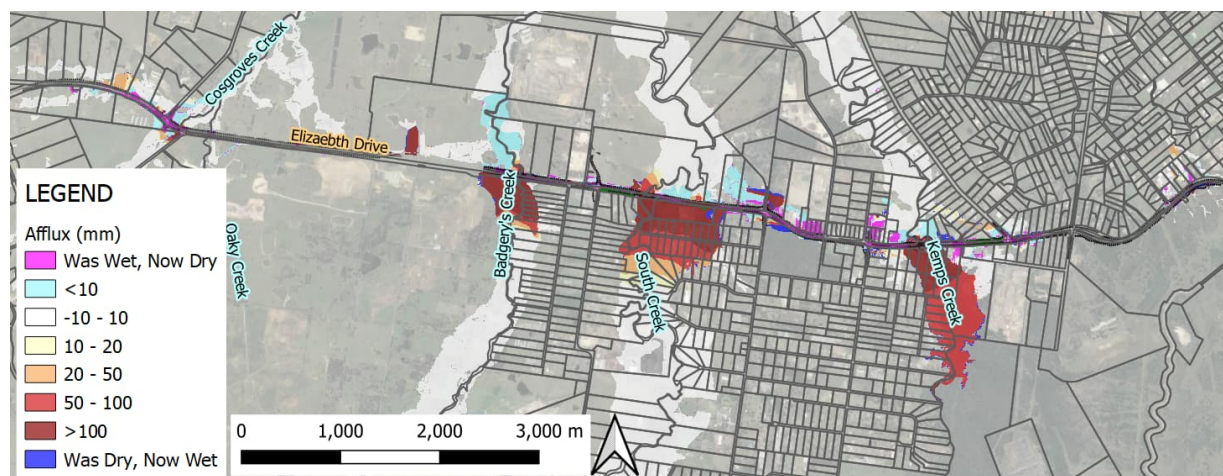 Cosgroves Creek
Elizaebth Drive
Oaky Creek
Badgery's Creek
South Creek
Kemps Creek
LEGEND
Afflux (mm)
Was Wet, Now Dry
<10
-10 - 10
10 - 20
20 - 50
50 - 100
>100
Was Dry, Now Wet
0 1,000 2,000 3,000 m